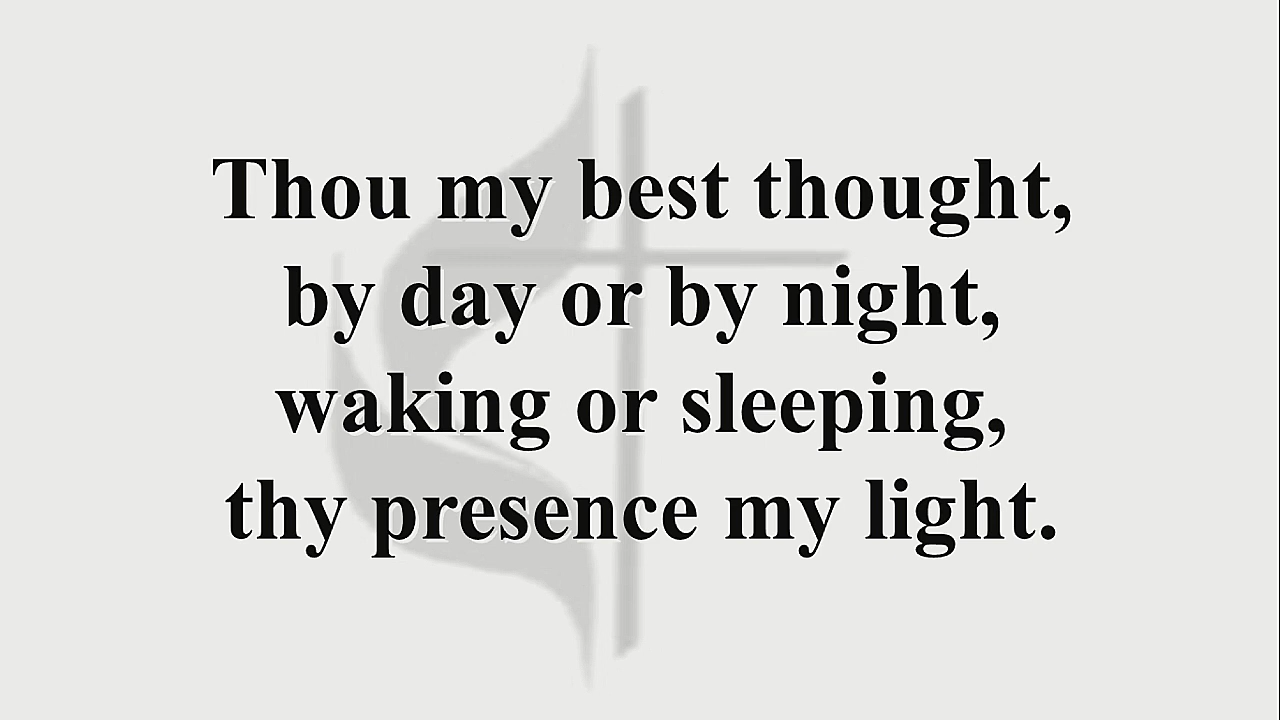 Thou my best thought,
by day or by night,
waking or sleeping,
thy presence my light.